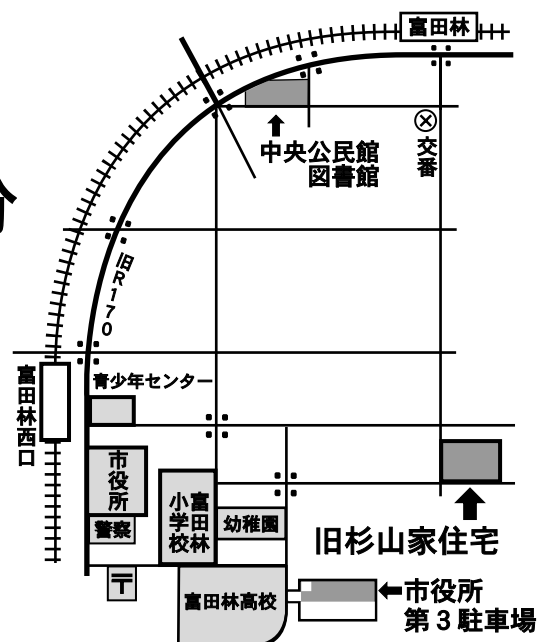 富田林
中央公民館
図書館
交番
旧R170
富田林西口
青少年センター
市役所
警察
富田林
小学校
幼稚園
〒
富田林高校
旧杉山家住宅
市役所
第3駐車場